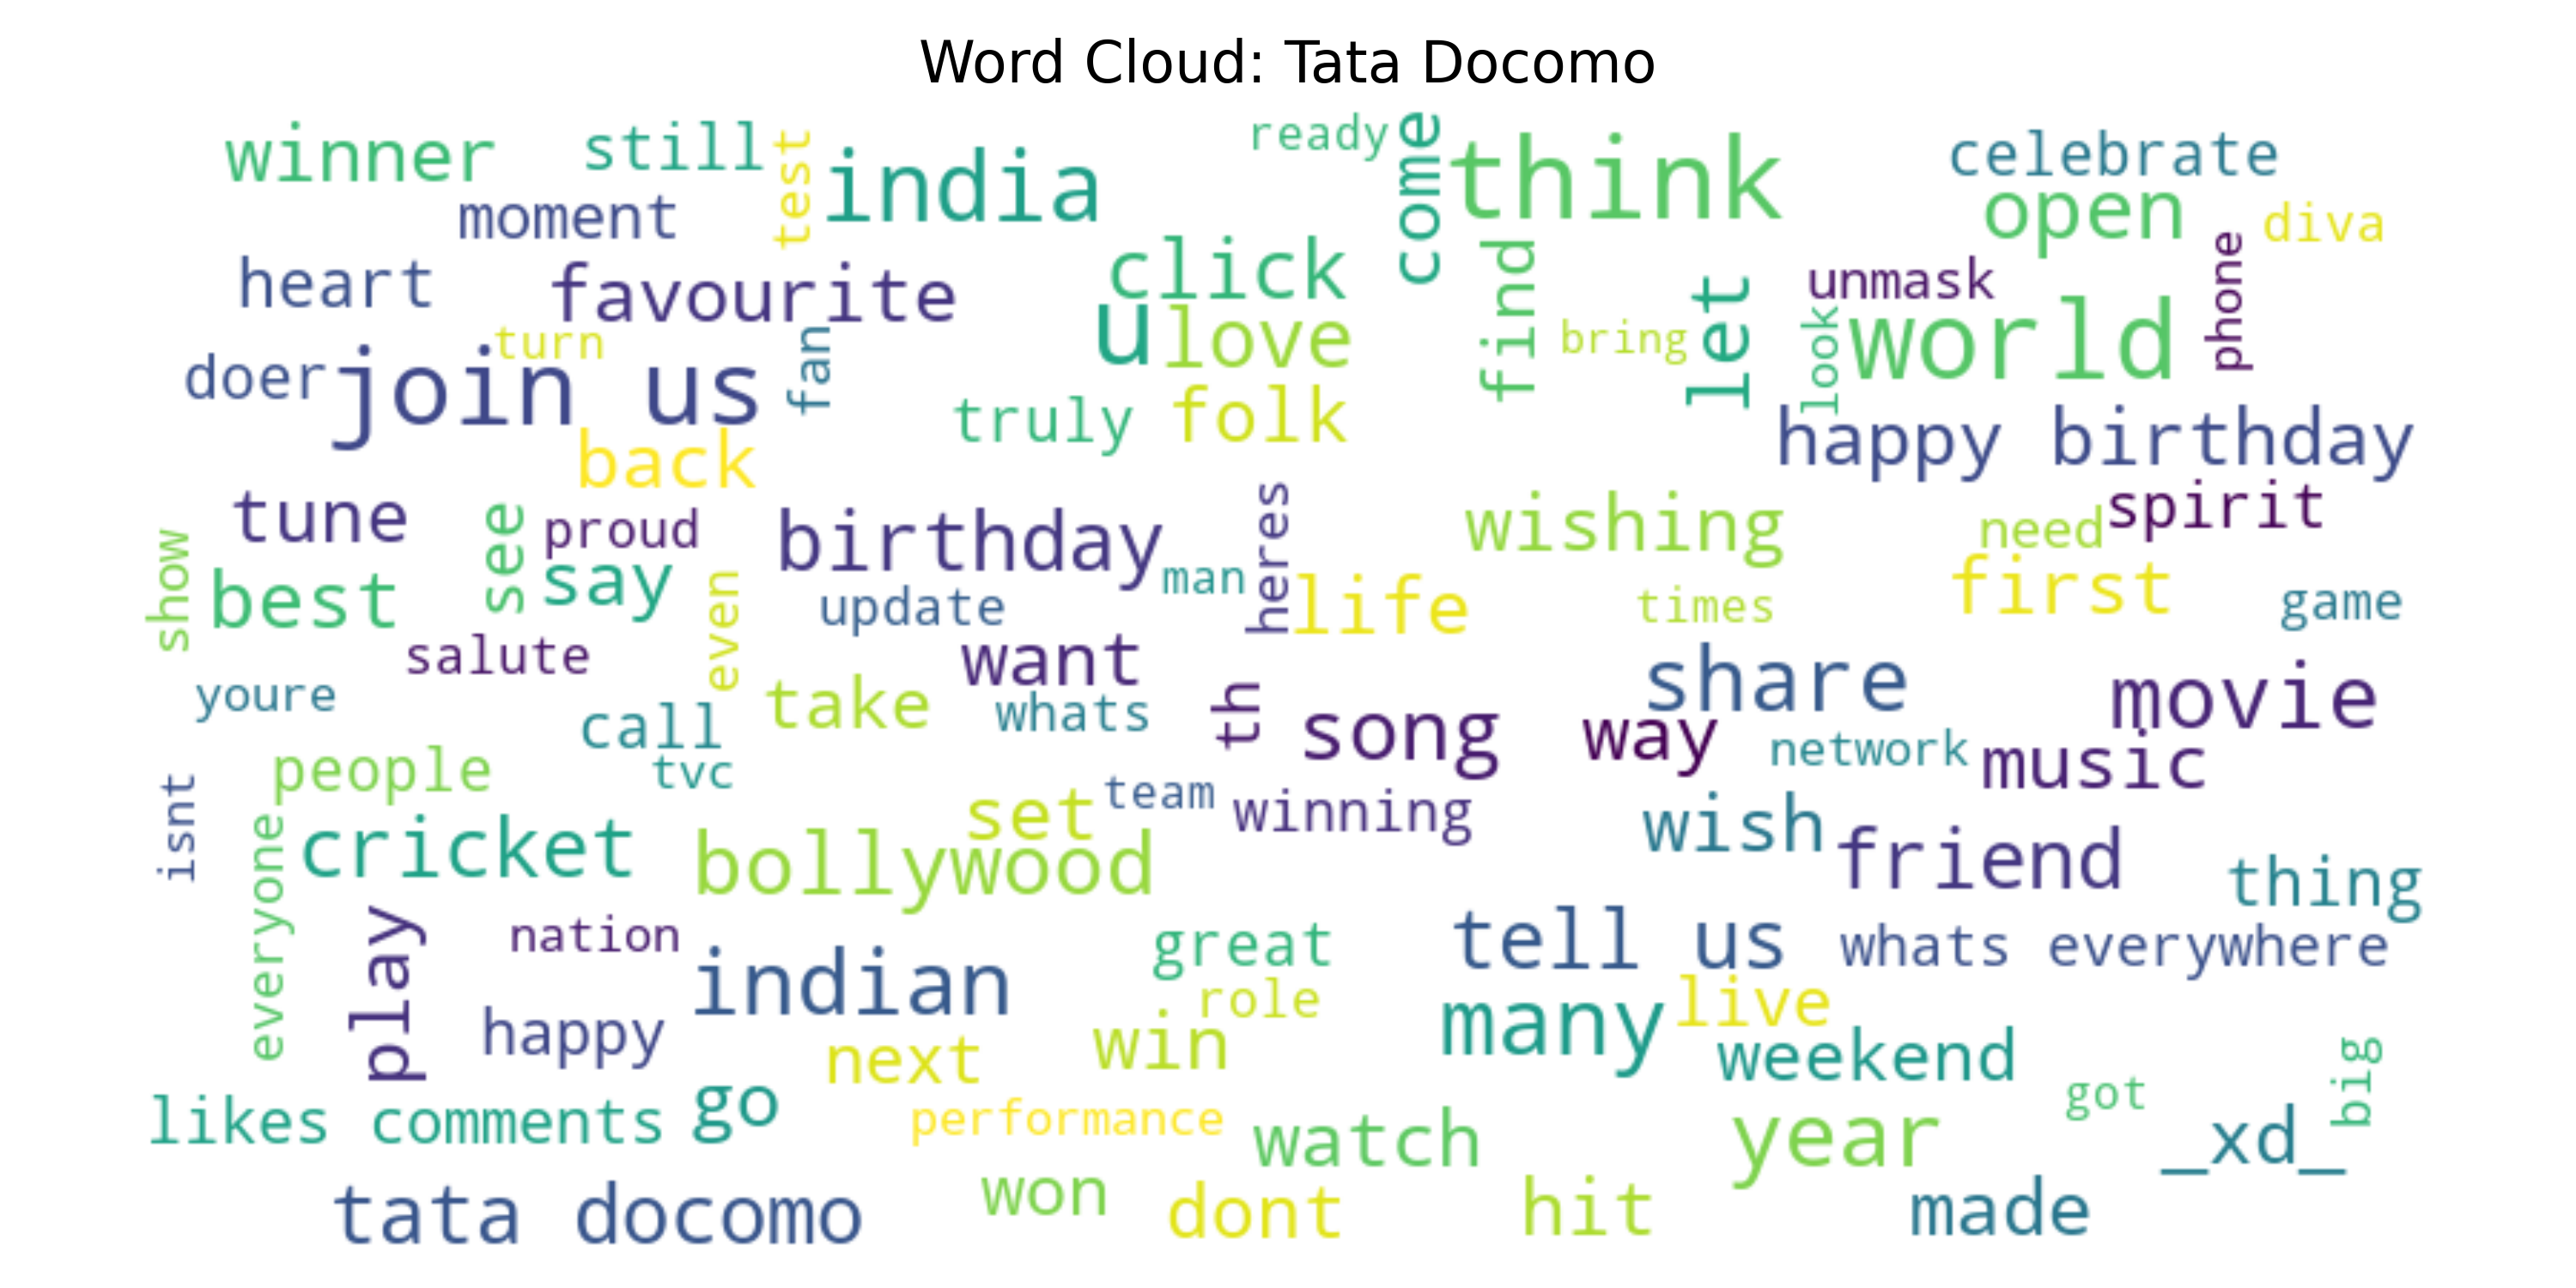 Word Cloud: Tata Docomo
winner
still
test
india
ready
come
think
celebrate
moment
open
diva
heart
favourite
click
find
let
unmask
phone
turn
fan
u
love
bring
look
world
doer
join us
truly
folk
happy birthday
back
tune
see
proud
birthday
heres
wishing
need
spirit
show
best
say
even
update
man
life
times
first
game
salute
want
youre
take
whats
th
share
movie
call
song
way
network
music
people
tvc
isnt
set
team
winning
wish
everyone
cricket
bollywood
friend
thing
play
nation
indian
great
tell us
whats everywhere
role
many
live
happy
next
win
weekend
big
likes comments
go
performance
watch
year
got
_xd_
tata docomo
won
dont
hit
made